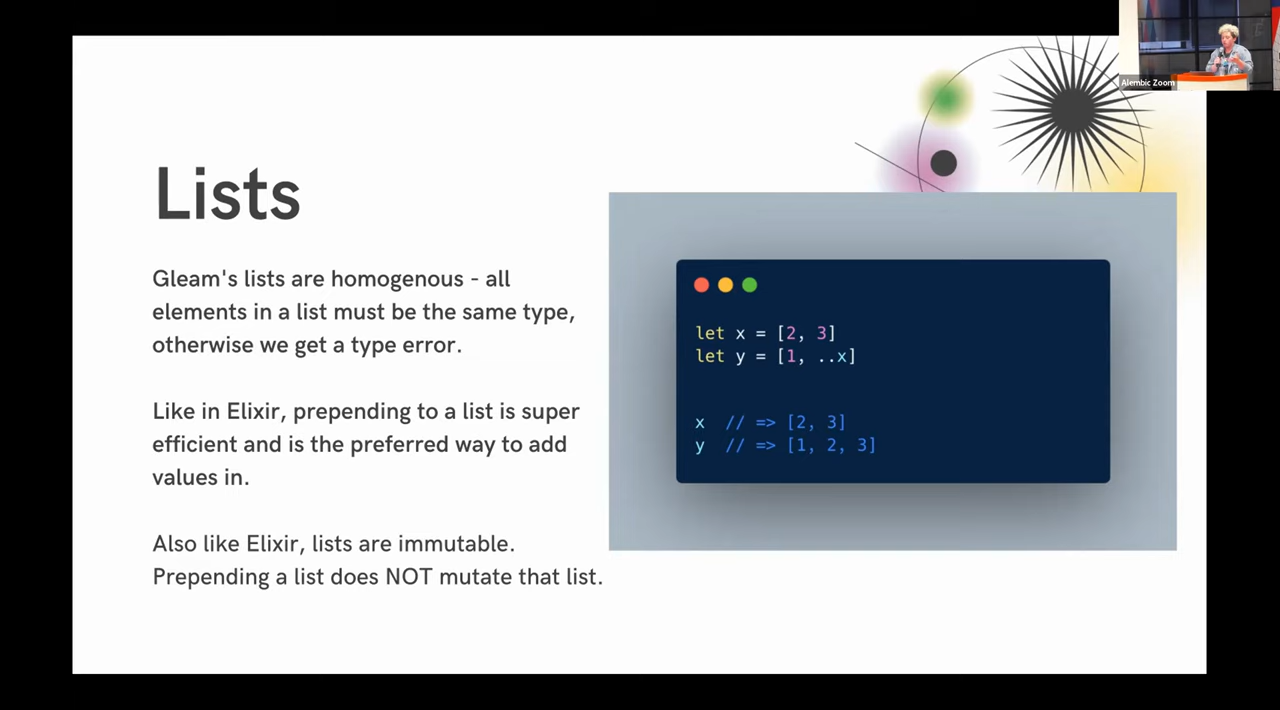 Alembic Zoom
Lists
Gleam's lists are homogenous - all
elements in a list must be the same type,
otherwise we get a type error.
Like in Elixir, prepending to a list is super
efficient and is the preferred way to add
values in.
Also like Elixir, lists are immutable.
Prepending a list does NOT mutate that list.
let x = [2, 3]
let y = [1, ..x]
x // => [2, 3]
y // => [1, 2, 3]